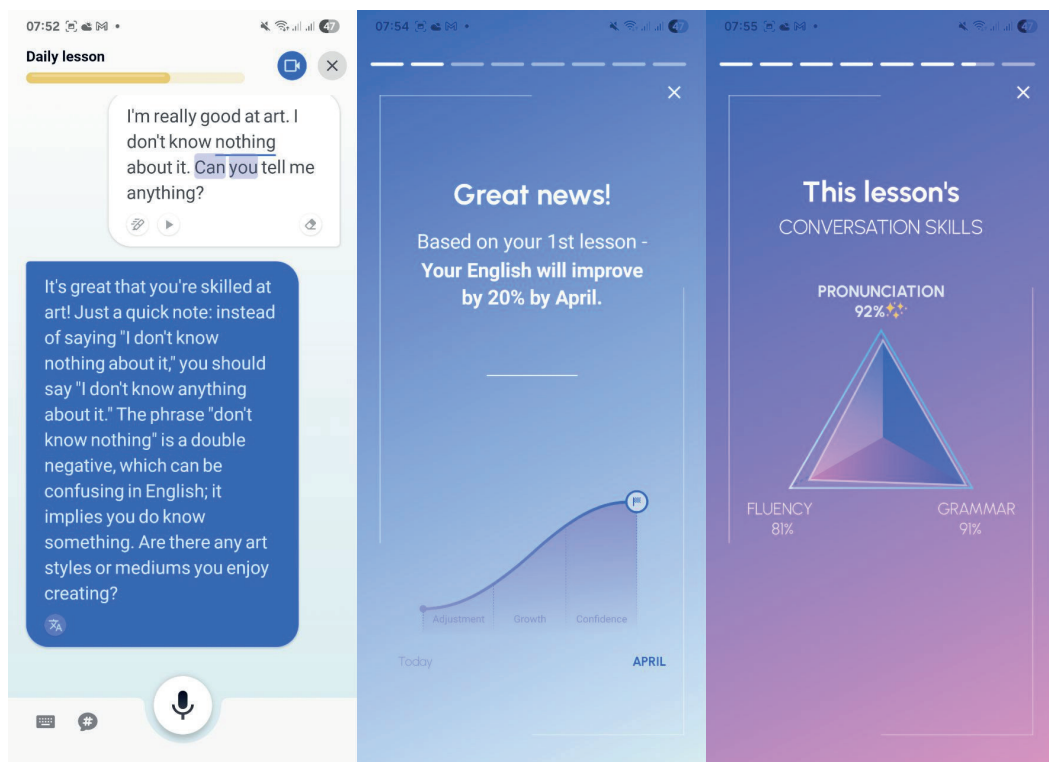 07:52
47
Daily lesson
I'm really good at art. I
don't know nothing
about it. Can you tell me
anything?
It's great that you're skilled at
art! Just a quick note: instead
of saying "I don't know
nothing about it," you should
say "I don't know anything
about it." The phrase "don't
know nothing" is a double
negative, which can be
confusing in English; it
implies you do know
something. Are there any art
styles or mediums you enjoy
creating?
07:54
47
Great news!
Based on your 1st lesson -
Your English will improve
by 20% by April.
Adjustment Growth Confidence
Today APRIL
07:55
47
This lesson's
CONVERSATION SKILLS
PRONUNCIATION
92%✨
FLUENCY GRAMMAR
81% 91%